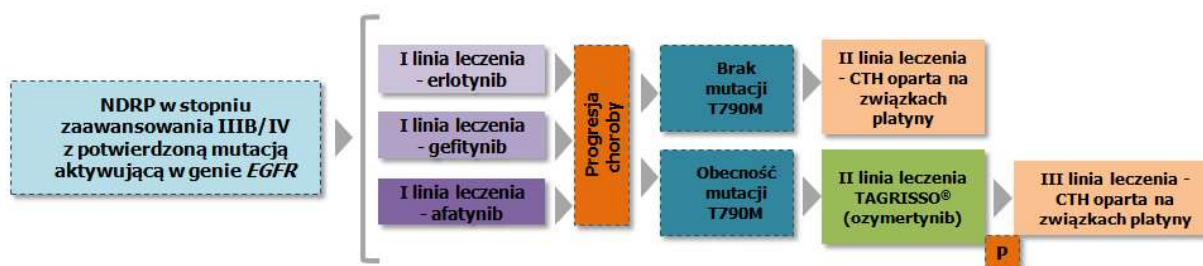 NDRP w stopniu
zaawansowania IIIB/IV
z potwierdzoną mutacją
aktywującą w genie EGFR
I linia leczenia
- erlotynib
I linia leczenia
- gefitynib
I linia leczenia
- afatynib
Progresja
choroby
Brak
mutacji
T790M
II linia leczenia
- CTH oparta na
związkach
platyny
Obecność
mutacji
T790M
II linia leczenia
TAGRISSO®
(ozymertynib)
P
III linia leczenia -
CTH oparta na
związkach platyny